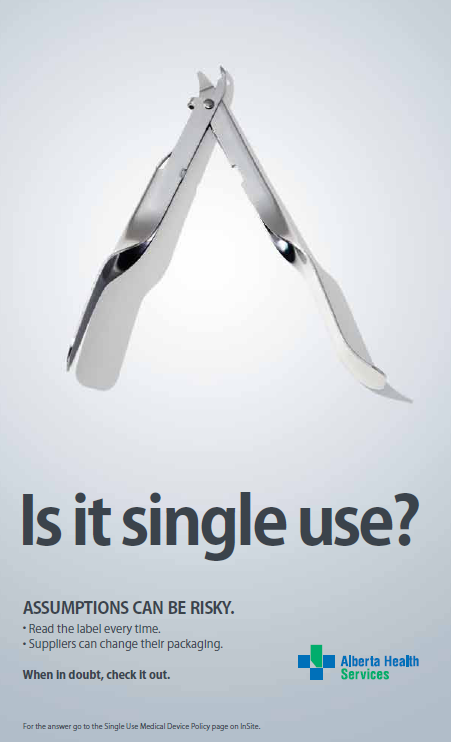 Is it single use?
ASSUMPTIONS CAN BE RISKY.
• Read the label every time.
• Suppliers can change their packaging.
When in doubt, check it out.
Alberta Health
Services
For the answer go to the Single Use Medical Device Policy page on InSite.